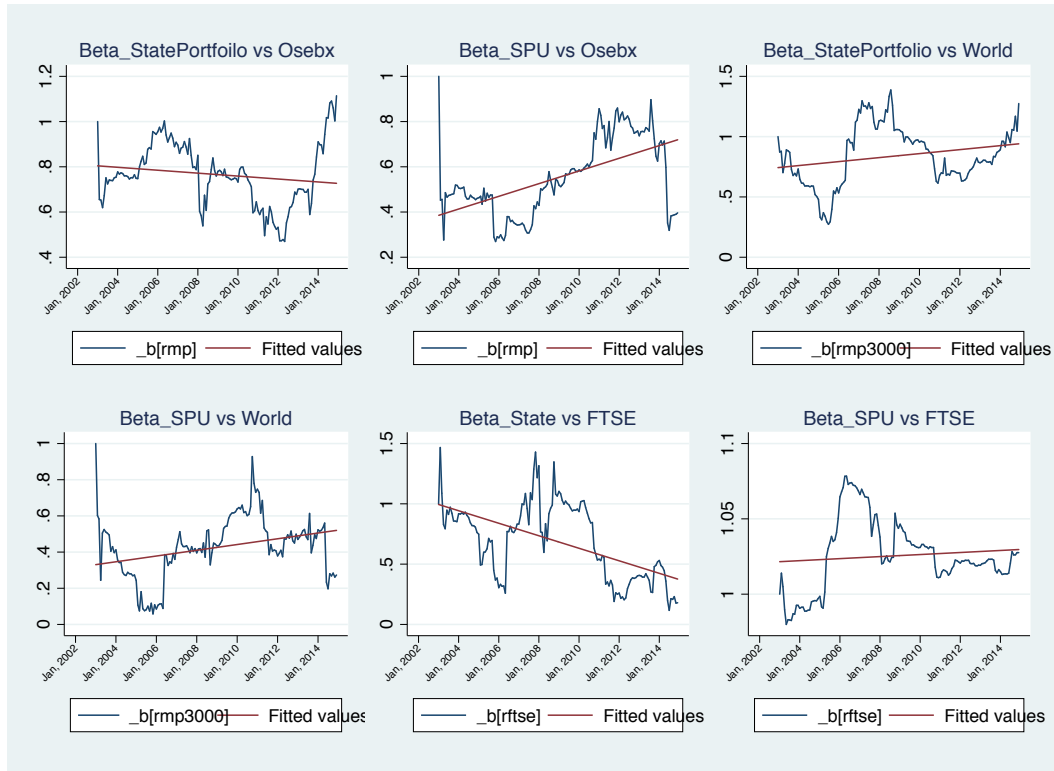 Beta_StatePortfoilo vs Osebx
.4 .6 .8 1 1.2
Jan, 2002 Jan, 2004 Jan, 2006 Jan, 2008 Jan, 2010 Jan, 2012 Jan, 2014
_b[rmp] Fitted values
Beta_SPU vs Osebx
.2 .4 .6 .8 1
Jan, 2002 Jan, 2004 Jan, 2006 Jan, 2008 Jan, 2010 Jan, 2012 Jan, 2014
_b[rmp] Fitted values
Beta_StatePortfolio vs World
0 .5 1 1.5
Jan, 2002 Jan, 2004 Jan, 2006 Jan, 2008 Jan, 2010 Jan, 2012 Jan, 2014
_b[rmp3000] Fitted values
Beta_SPU vs World
0 .2 .4 .6 .8 1
Jan, 2002 Jan, 2004 Jan, 2006 Jan, 2008 Jan, 2010 Jan, 2012 Jan, 2014
_b[rmp3000] Fitted values
Beta_State vs FTSE
0 .5 1 1.5
Jan, 2002 Jan, 2004 Jan, 2006 Jan, 2008 Jan, 2010 Jan, 2012 Jan, 2014
_b[rftse] Fitted values
Beta_SPU vs FTSE
1 1.05 1.1
Jan, 2002 Jan, 2004 Jan, 2006 Jan, 2008 Jan, 2010 Jan, 2012 Jan, 2014
_b[rftse] Fitted values